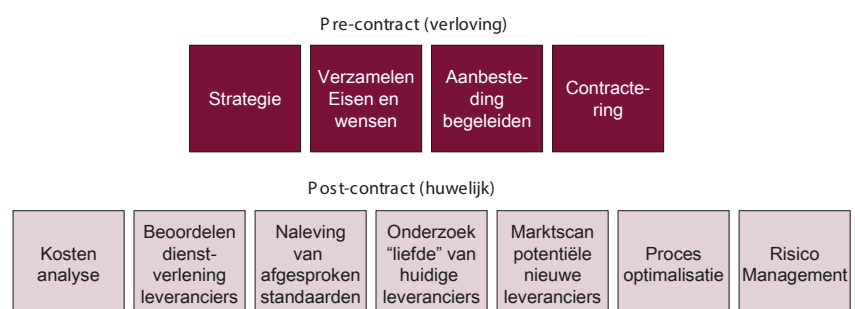 Pre-contract (verloving)
Strategie
Verzamelen
Eisen en
wensen
Aanbeste-
ding
begeleiden
Contracte-
ring
Post-contract (huwelijk)
Kosten
analyse
Beoordelen
dienst-
verlening
leveranciers
Naleving
van
afgesproken
standaarden
Onderzoek
“liefde” van
huidige
leveranciers
Marktscan
potentiële
nieuwe
leveranciers
Proces
optimalisatie
Risico
Management